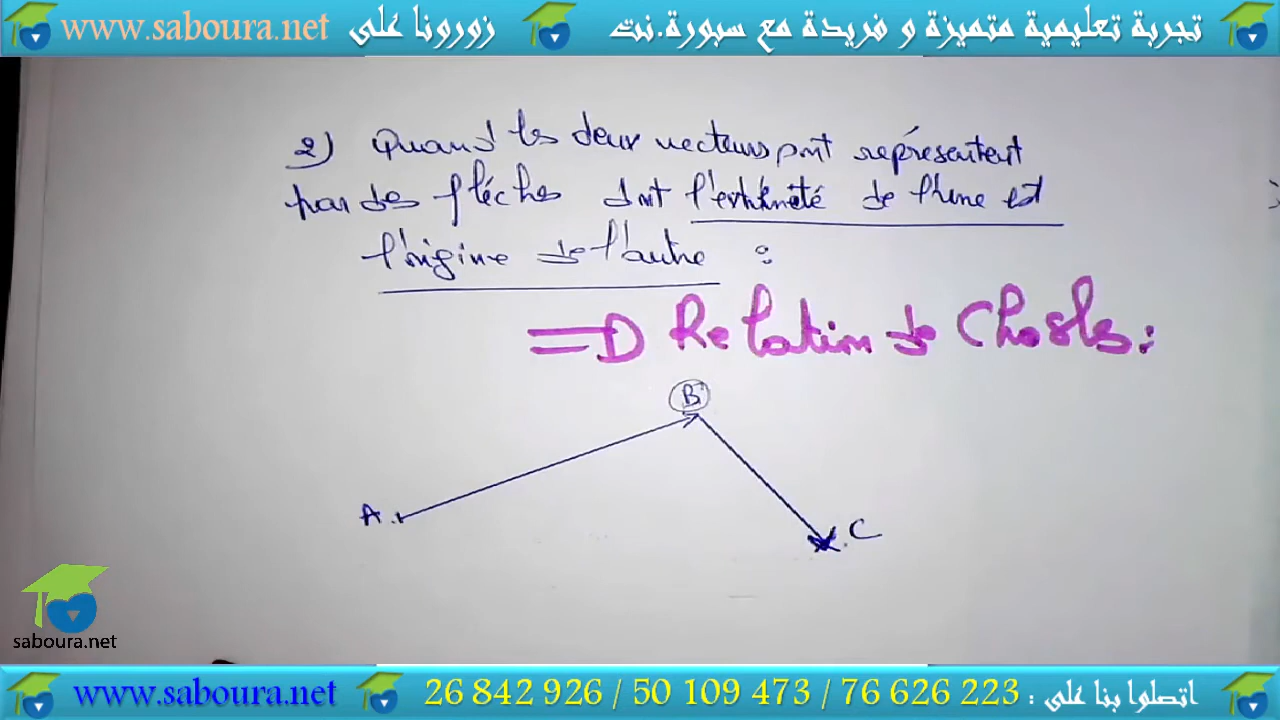 www.saboura.net زورونا على تجربة تعليمية متميزة و فريدة مع سبورة.نت
2) Quand les deux vecteurs sont représentent
par des fléches dont l'extrémité de l'une est
l'origine de l'autre :
=D Relation de Chasles:
B
A
C
saboura.net
www.saboura.net 26 842 926 / 50 109 473 / 76 626 223 : اتصلوا بنا على